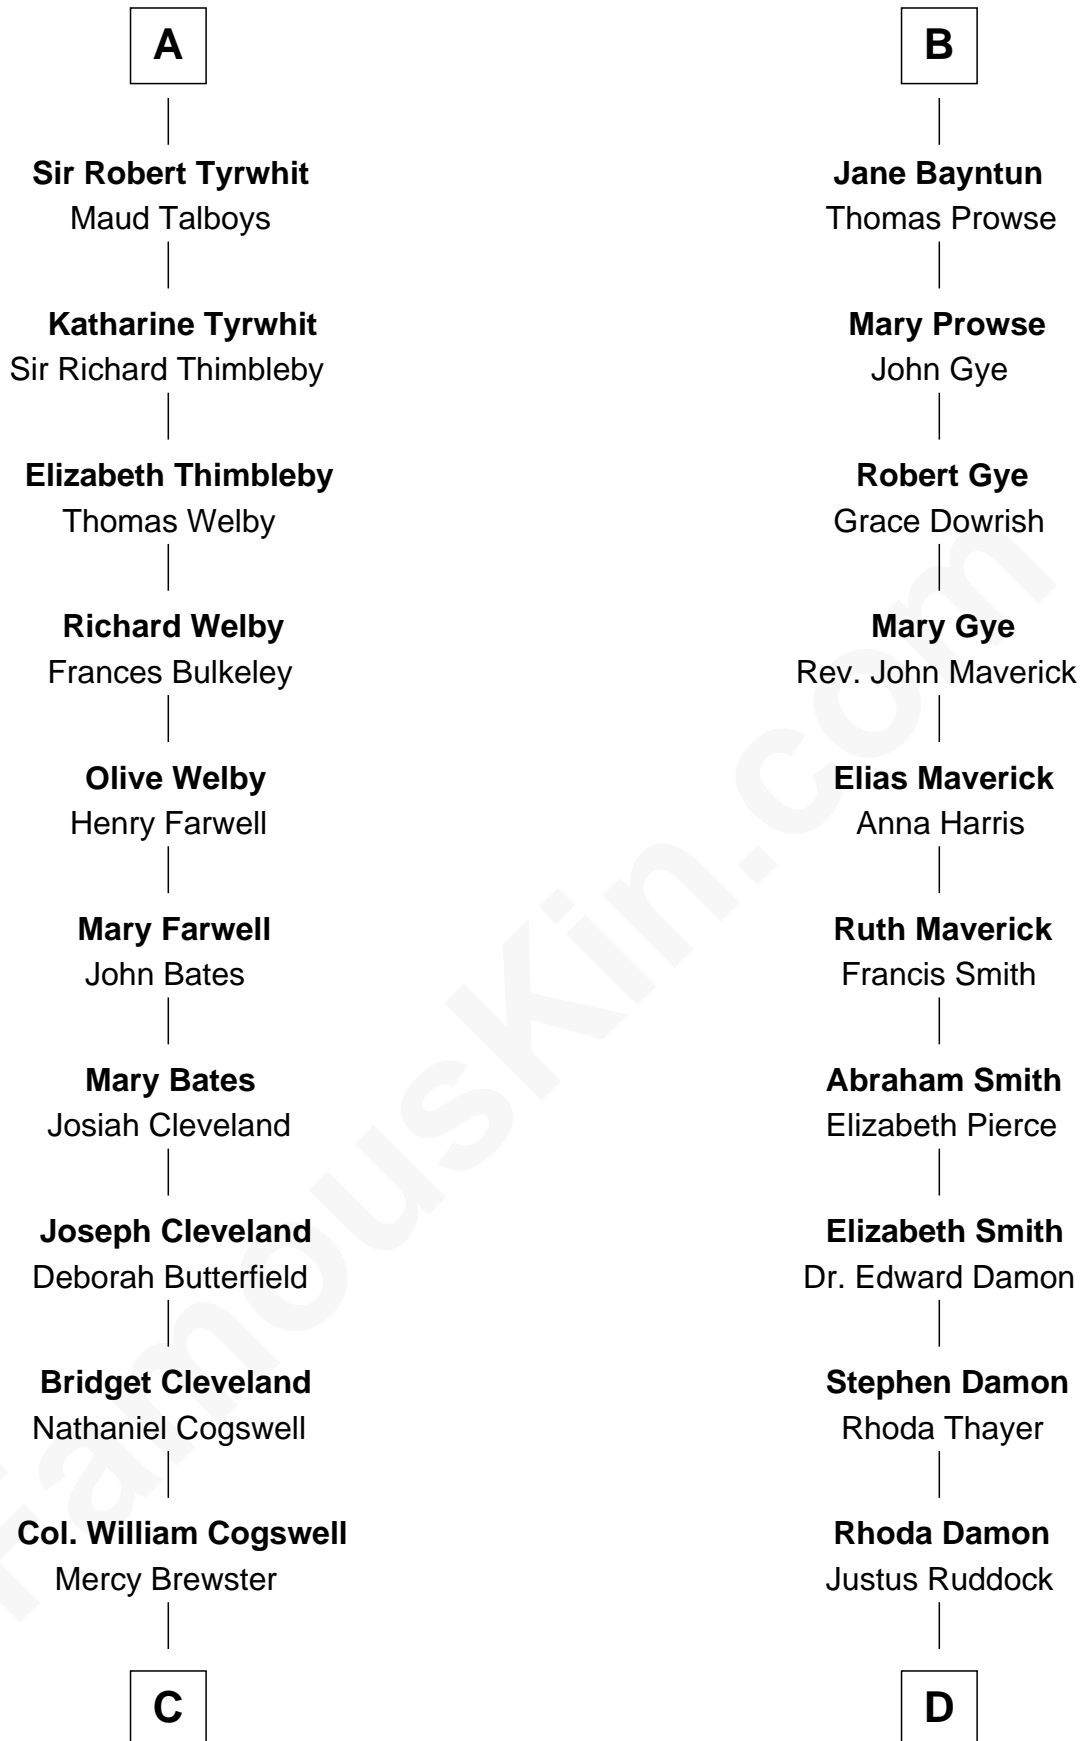 A
Sir Robert Tyrwhit
Maud Talboys
Katharine Tyrwhit
Sir Richard Thimbleby
Elizabeth Thimbleby
Thomas Welby
Richard Welby
Frances Bulkeley
Olive Welby
Henry Farwell
Mary Farwell
John Bates
Mary Bates
Josiah Cleveland
Joseph Cleveland
Deborah Butterfield
Bridget Cleveland
Nathaniel Cogswell
Col. William Cogswell
Mercy Brewster
C
B
Jane Bayntun
Thomas Prowse
Mary Prowse
John Gye
Robert Gye
Grace Dowrish
Mary Gye
Rev. John Maverick
Elias Maverick
Anna Harris
Ruth Maverick
Francis Smith
Abraham Smith
Elizabeth Pierce
Elizabeth Smith
Dr. Edward Damon
Stephen Damon
Rhoda Thayer
Rhoda Damon
Justus Ruddock
D
FamousKin.com